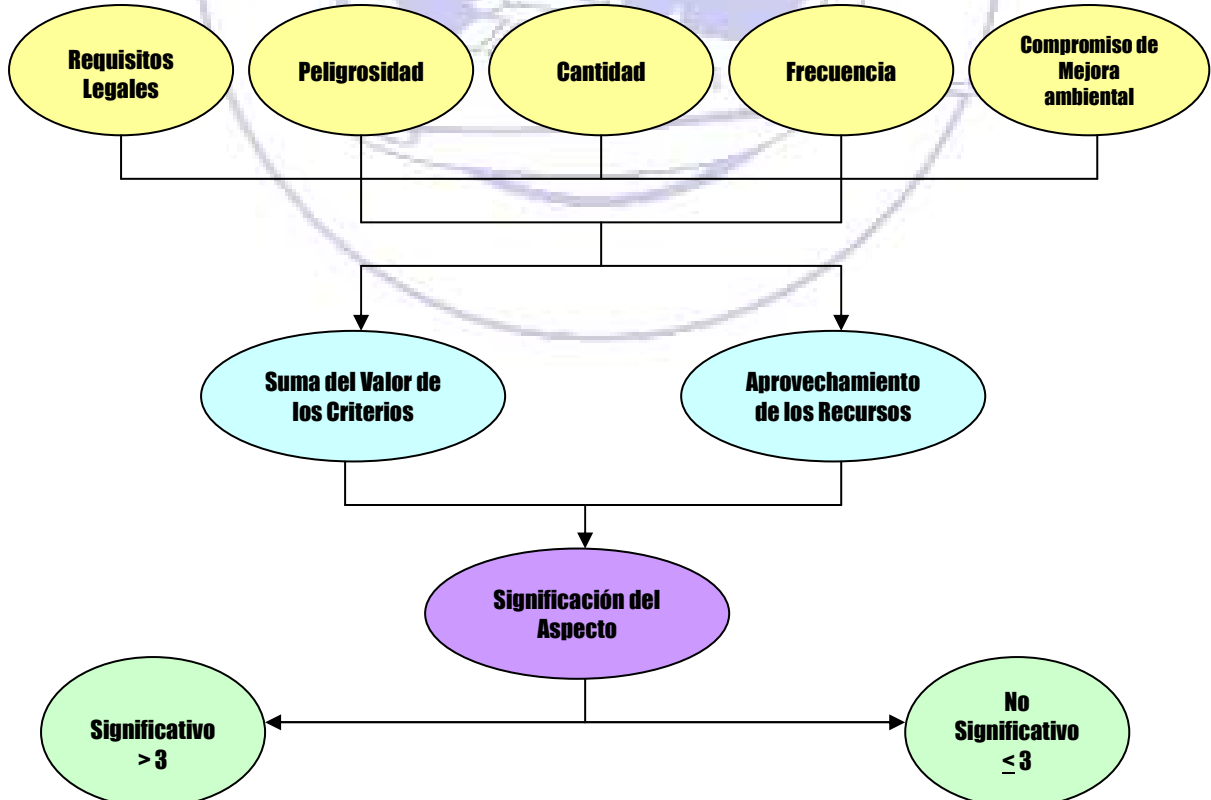 Requisitos
Legales
Peligrosidad
Cantidad
Frecuencia
Compromiso de
Mejora
ambiental
Suma del Valor de
los Criterios
Aprovechamiento
de los Recursos
Significación del
Aspecto
Significativo
> 3
No
Significativo
≤ 3